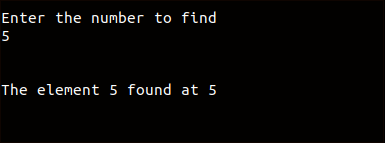 Enter the number to find
5
The element 5 found at 5